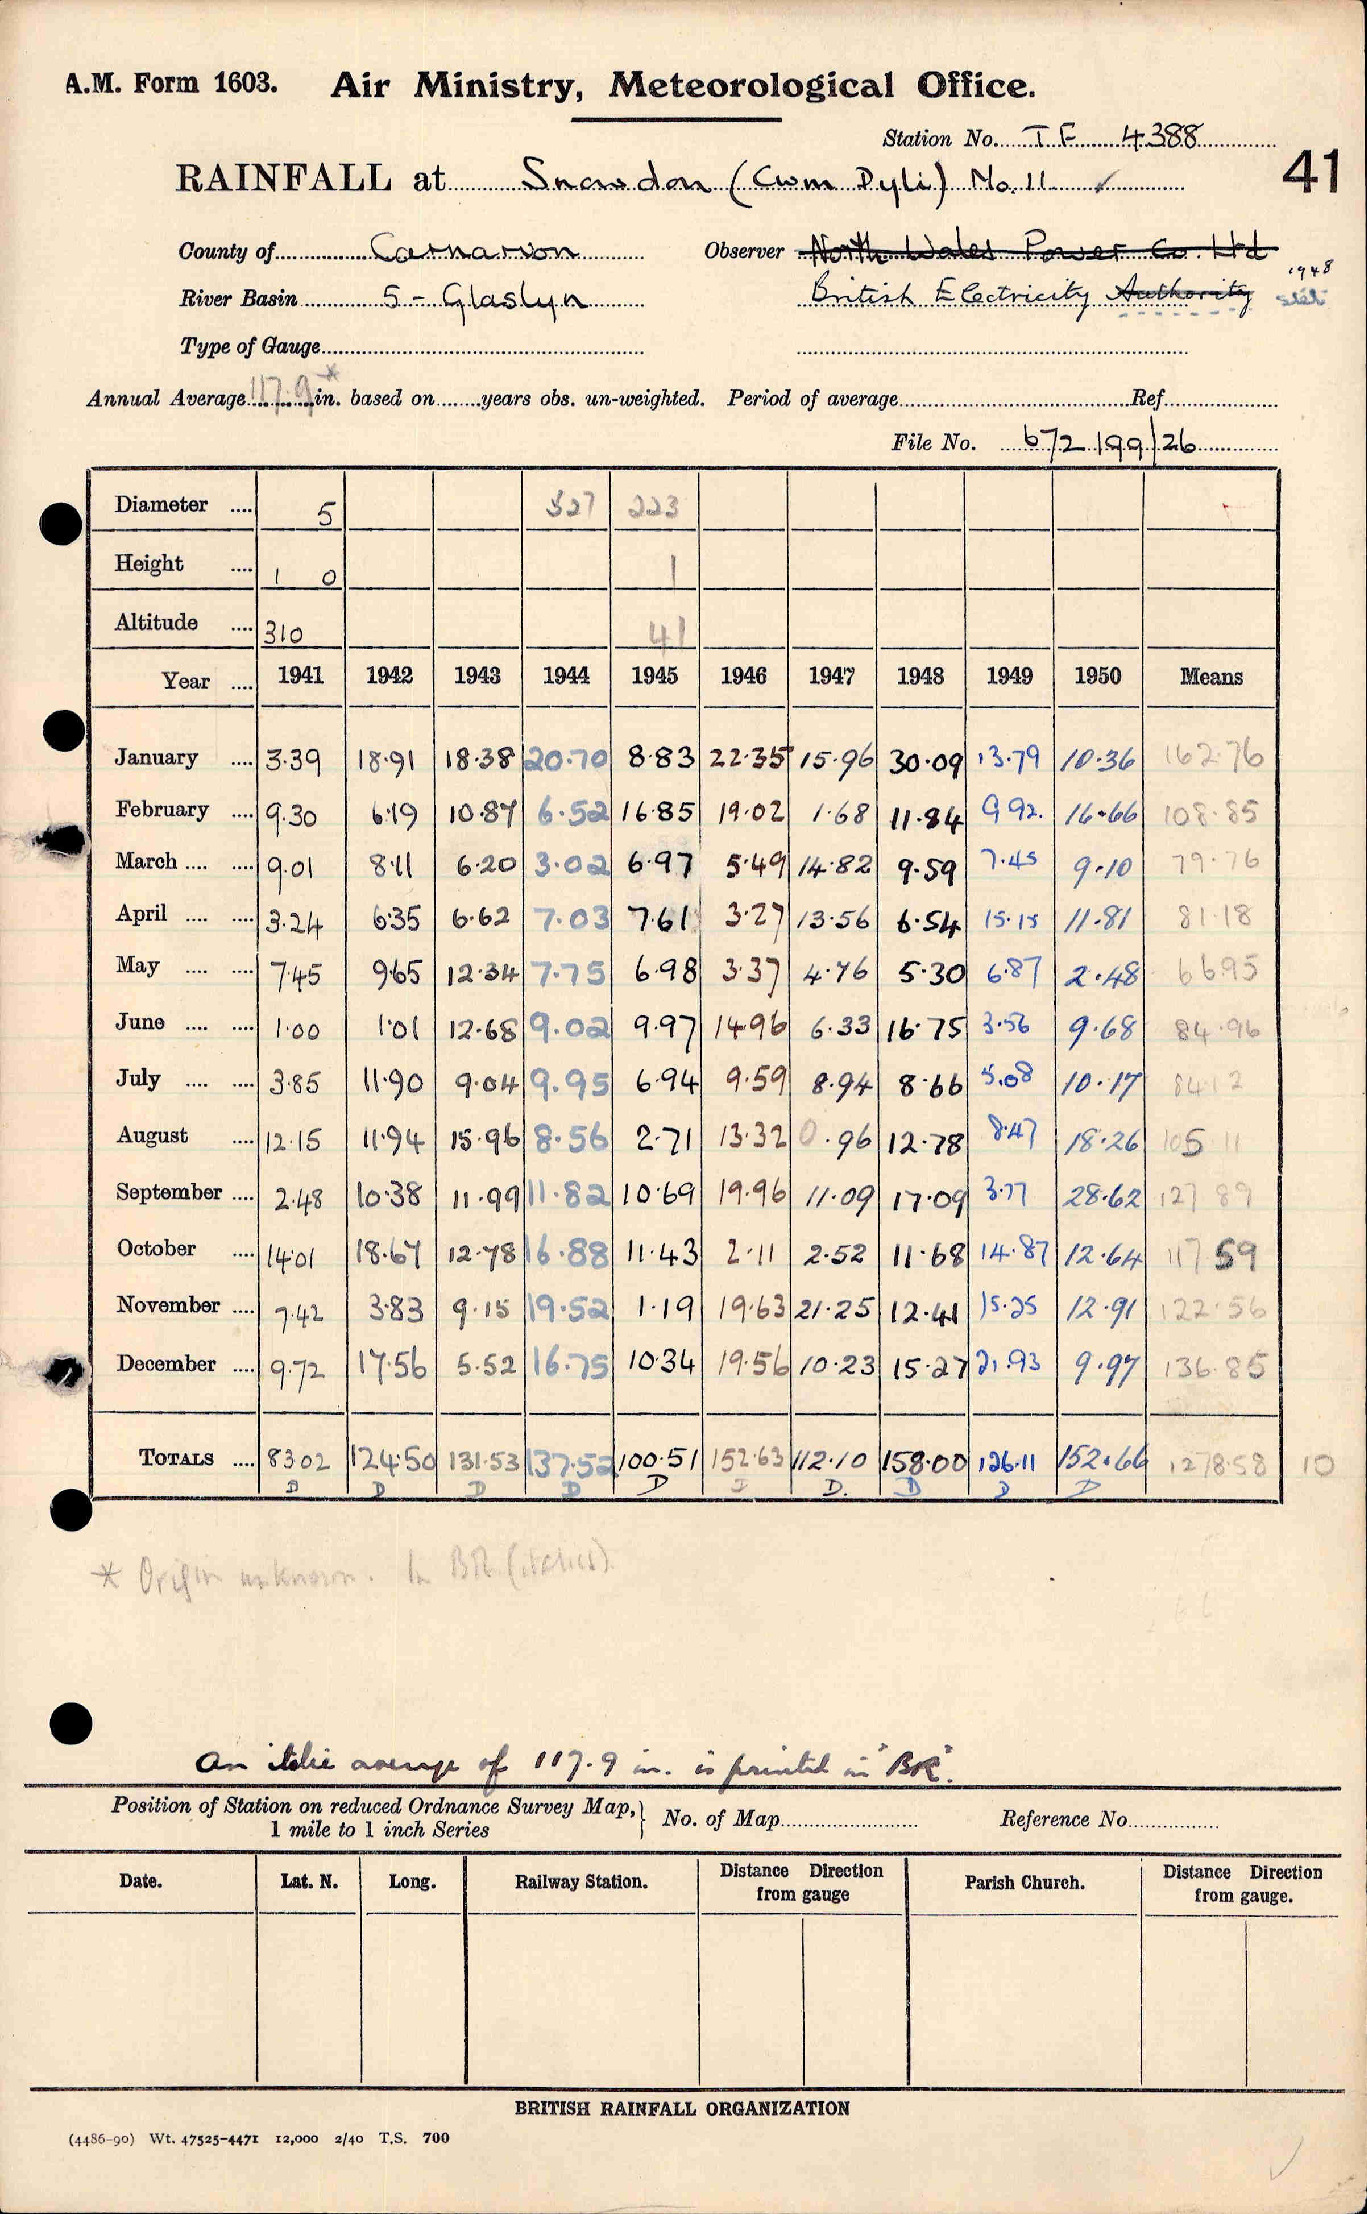 A.M. Form 1603. Air Ministry, Meteorological Office.
Station No. T F 4388
41
RAINFALL at Snowdon (Cwm Dyli) No. 11 ✓
County of Carnarvon Observer North Wales Power Co. Ltd
River Basin 5 - Glaslyn British Electricity Authority 1948
Type of Gauge
Annual Average 117.9* in. based on years obs. un-weighted. Period of average Ref.
File No. 672199/26
Diameter .... 5 327 223
Height .... 1 0 1
Altitude .... 310 41
Year .... 1941 1942 1943 1944 1945 1946 1947 1948 1949 1950 Means
January .... 3.39 18.91 18.38 20.70 8.83 22.35 15.96 30.09 13.79 10.36 162.76
February .... 9.30 6.19 10.87 6.52 16.85 19.02 1.68 11.84 9.92. 16.66 108.85
March .... .... 9.01 8.11 6.20 3.02 6.97 5.49 14.82 9.59 7.45 9.10 79.76
April .... .... 3.24 6.35 6.62 7.03 7.61 3.27 13.56 6.54 15.15 11.81 81.18
May .... .... 7.45 9.65 12.34 7.75 6.98 3.37 4.76 5.30 6.87 2.48 66.95
June .... .... 1.00 1.01 12.68 9.02 9.97 14.96 6.33 16.75 3.56 9.68 84.96
July .... .... 3.85 11.90 9.04 9.95 6.94 9.59 8.94 8.66 5.08 10.17 84.12
August .... 12.15 11.94 15.96 8.56 2.71 13.32 0.96 12.78 8.47 18.26 105.11
September .... 2.48 10.38 11.99 11.82 10.69 19.96 11.09 17.09 3.77 28.62 127.89
October .... 14.01 18.67 12.78 16.88 11.43 2.11 2.52 11.68 14.87 12.64 117.59
November .... 7.42 3.83 9.15 19.52 1.19 19.63 21.25 12.41 15.25 12.91 122.56
December .... 9.72 17.56 5.52 16.75 10.34 19.56 10.23 15.27 21.93 9.97 136.85
TOTALS .... 83.02 124.50 131.53 137.52 100.51 152.63 112.10 158.00 126.11 152.66 1278.58 10
D D D D D D D. D D D
* Origin unknown. In BR (italics).
An italic average of 117.9 in. is printed in "BR".
Position of Station on reduced Ordnance Survey Map, 1 mile to 1 inch Series } No. of Map Reference No.
Date. Lat. N. Long. Railway Station. Distance Direction from gauge Parish Church. Distance Direction from gauge.
BRITISH RAINFALL ORGANIZATION
(4486-90) Wt. 47525-4471 12,000 2/40 T.S. 700